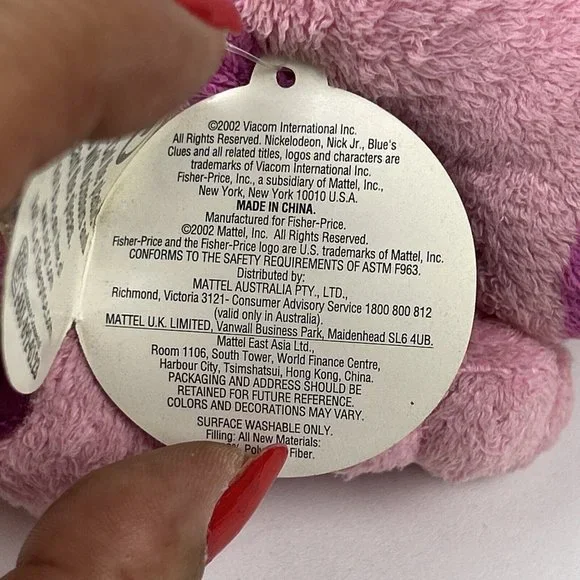 ©2002 Viacom International Inc.
All Rights Reserved. Nickelodeon, Nick Jr., Blue's
Clues and all related titles, logos and characters are
trademarks of Viacom International Inc.
Fisher-Price, Inc., a subsidiary of Mattel, Inc.,
New York, New York 10010 U.S.A.
MADE IN CHINA.
Manufactured for Fisher-Price.
©2002 Mattel, Inc. All Rights Reserved.
Fisher-Price and the Fisher-Price logo are U.S. trademarks of Mattel, Inc.
CONFORMS TO THE SAFETY REQUIREMENTS OF ASTM F963.
Distributed by:
MATTEL AUSTRALIA PTY., LTD.,
Richmond, Victoria 3121- Consumer Advisory Service 1800 800 812
(valid only in Australia).
MATTEL U.K. LIMITED, Vanwall Business Park, Maidenhead SL6 4UB.
Mattel East Asia Ltd.,
Room 1106, South Tower, World Finance Centre,
Harbour City, Tsimshatsui, Hong Kong, China.
PACKAGING AND ADDRESS SHOULD BE
RETAINED FOR FUTURE REFERENCE.
COLORS AND DECORATIONS MAY VARY.
SURFACE WASHABLE ONLY.
Filling: All New Materials:
Fiber.